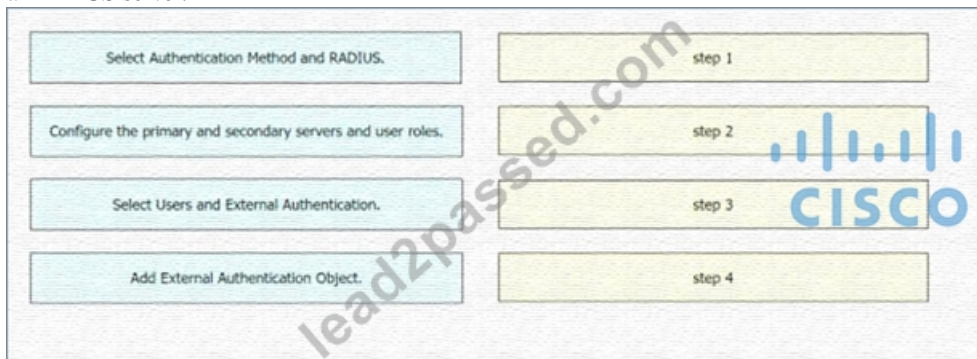 Select Authentication Method and RADIUS.
step 1
Configure the primary and secondary servers and user roles.
step 2
Select Users and External Authentication.
step 3
Add External Authentication Object.
step 4
CISCO
lead2passed.com